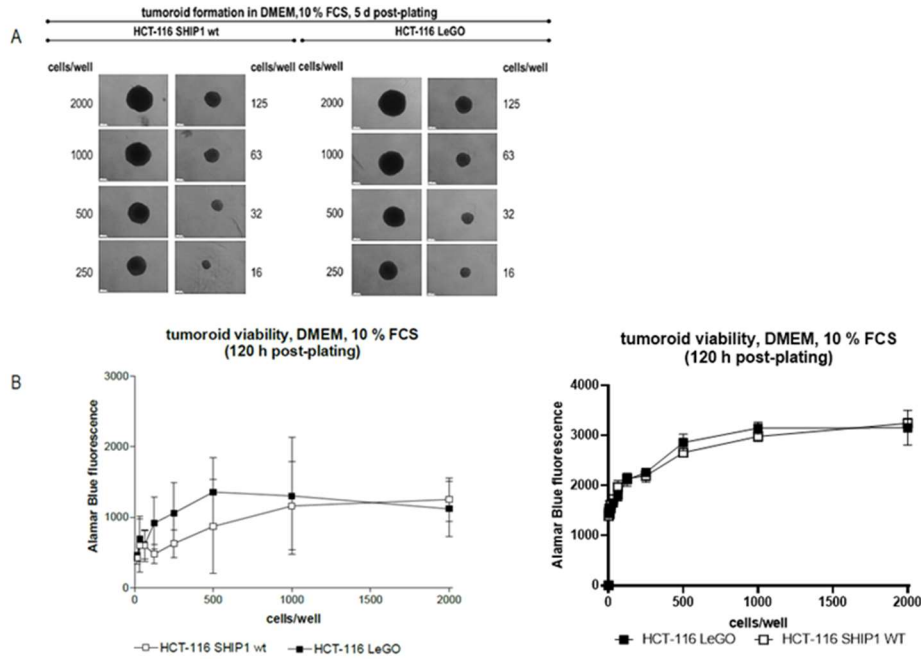 tumoroid formation in DMEM,10 % FCS, 5 d post-plating
A
HCT-116 SHIP1 wt
HCT-116 LeGO
cells/well
cells/well
cells/well
cells/well
2000
125
2000
125
1000
63
1000
63
500
32
500
32
250
16
250
16
B
tumoroid viability, DMEM, 10 % FCS
(120 h post-plating)
Alamar Blue fluorescence
3000
2000
1000
0
0
500
1000
1500
2000
cells/well
HCT-116 SHIP1 wt
HCT-116 LeGO
tumoroid viability, DMEM, 10 % FCS
(120 h post-plating)
Alamar Blue fluorescence
4000
3000
2000
1000
0
0
500
1000
1500
2000
cells/well
HCT-116 LeGO
HCT-116 SHIP1 WT